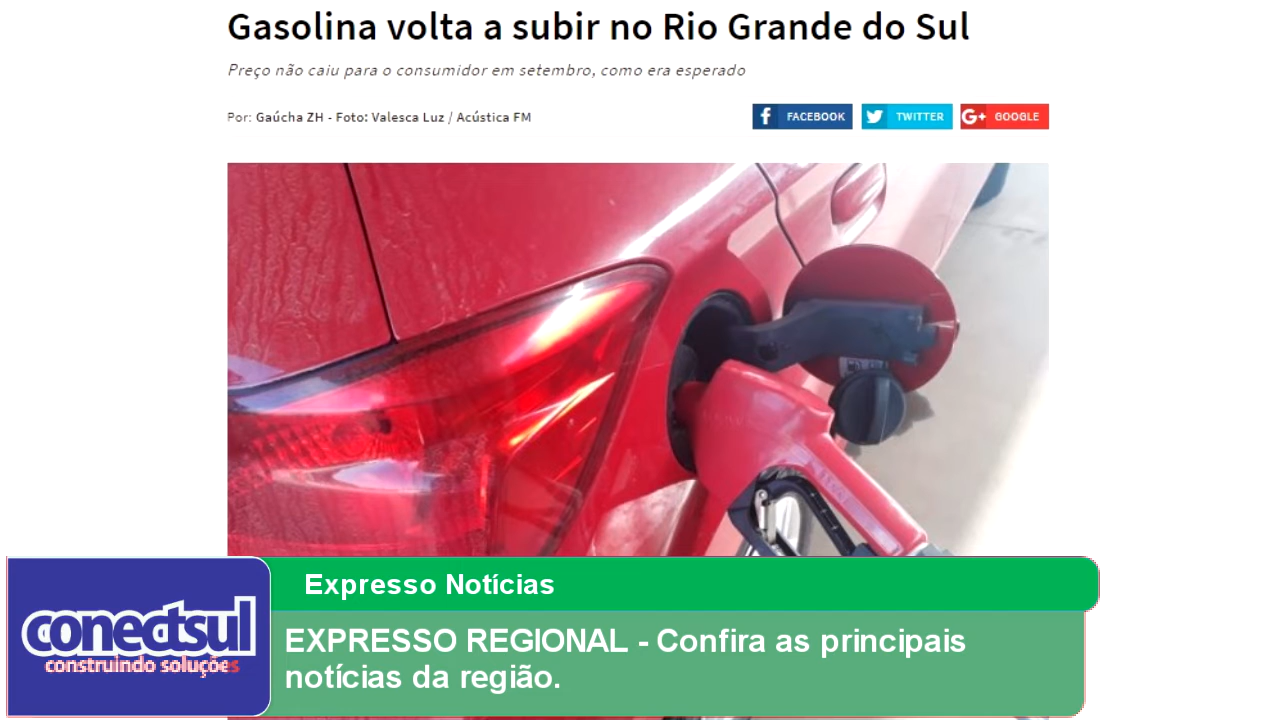 Gasolina volta a subir no Rio Grande do Sul
Preço não caiu para o consumidor em setembro, como era esperado
Por: Gaúcha ZH - Foto: Valesca Luz / Acústica FM
FACEBOOK
TWITTER
G+ GOOGLE
Expresso Notícias
conectsul
construindo soluções
EXPRESSO REGIONAL - Confira as principais
notícias da região.